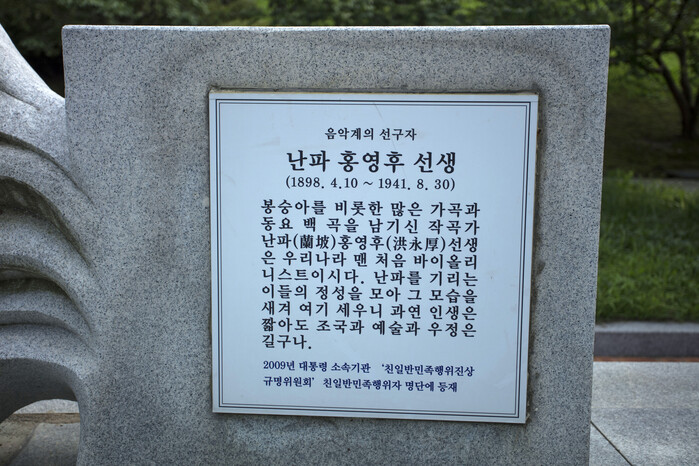 음악계의 선구자
난파 홍영후 선생
(1898. 4.10 ~ 1941. 8. 30)
봉숭아를 비롯한 많은 가곡과
동요 백 곡을 남기신 작곡가
난파(蘭坡)홍영후(洪永厚)선생
은 우리나라 맨 처음 바이올리
니스트이시다. 난파를 기리는
이들의 정성을 모아 그 모습을
새겨 여기 세우니 과연 인생은
짧아도 조국과 예술과 우정은
길구나.
2009년 대통령 소속기관 ‘친일반민족행위진상
규명위원회’ 친일반민족행위자 명단에 등재